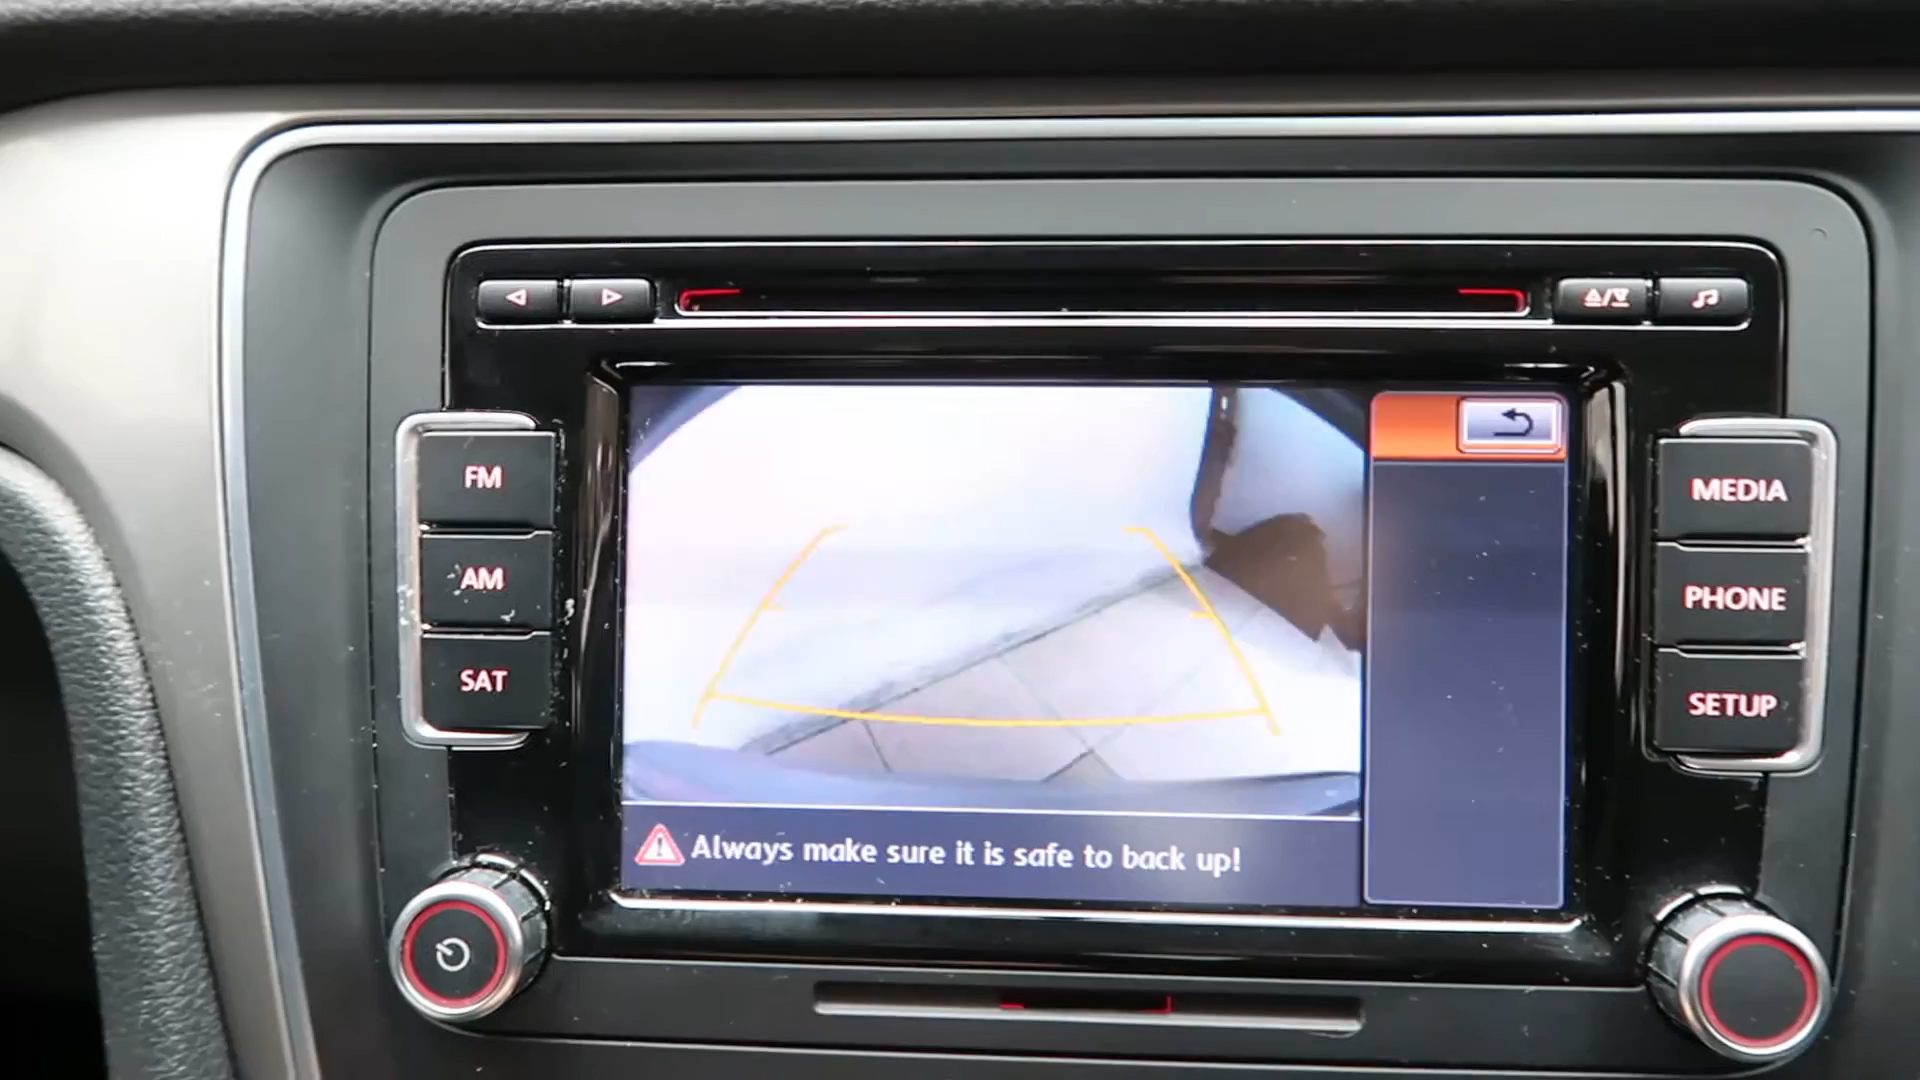 FM
AM
SAT
MEDIA
PHONE
SETUP
Always make sure it is safe to back up!